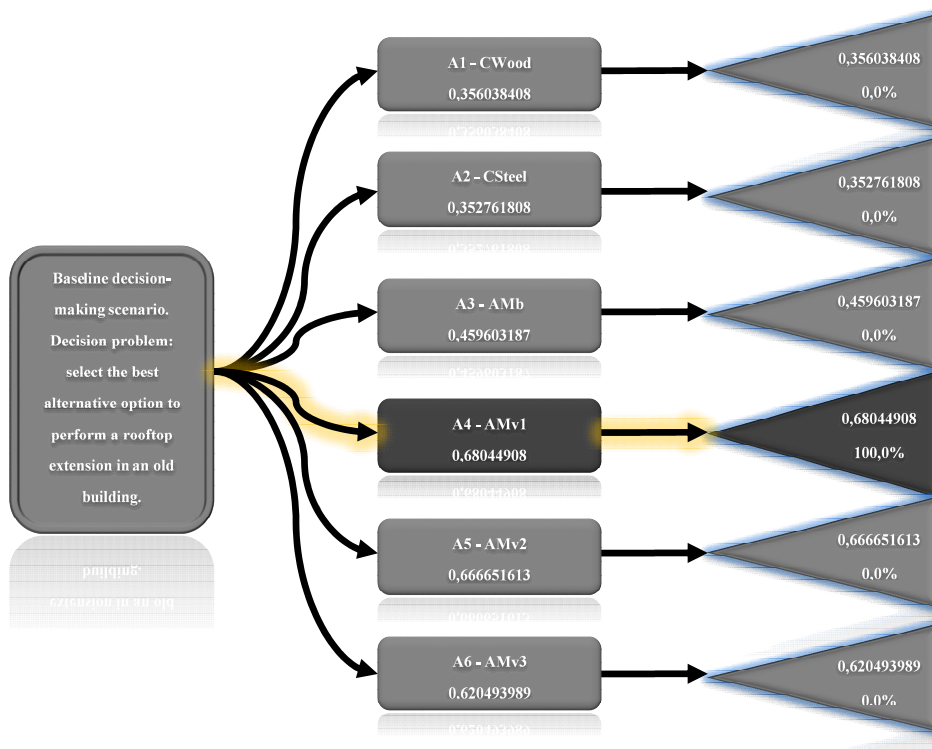 Baseline decision-
making scenario.
Decision problem:
select the best
alternative option to
perform a rooftop
extension in an old
building.
A1 – CWood
0,356038408
A2 – CSteel
0,352761808
A3 – AMb
0,459603187
A4 – AMv1
0,68044908
A5 – AMv2
0,666651613
A6 – AMv3
0.620493989
0,356038408
0,0%
0,352761808
0,0%
0,459603187
0,0%
0,68044908
100,0%
0,666651613
0,0%
0,620493989
0.0%